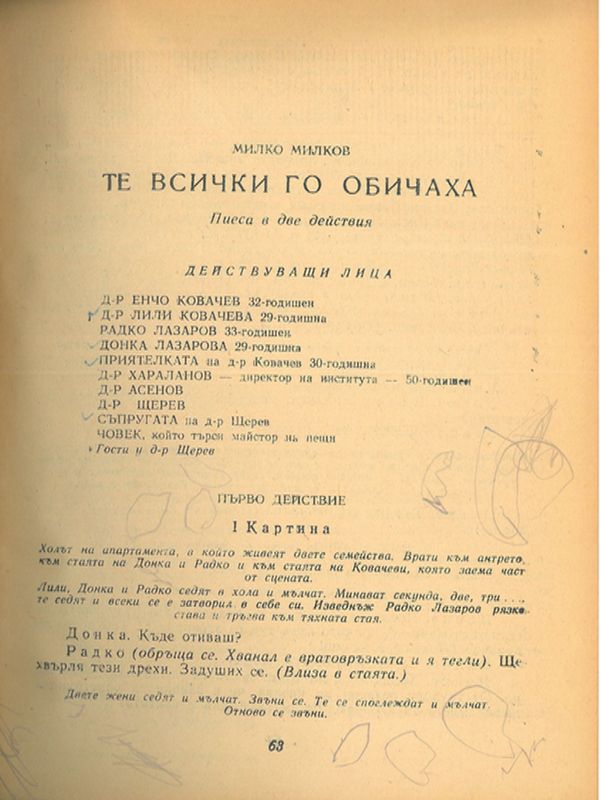 МИЛКО МИЛКОВ
ТЕ ВСИЧКИ ГО ОБИЧАХА
Пиеса в две действия
ДЕЙСТВУВАЩИ ЛИЦА
Д-Р ЕНЧО КОВАЧЕВ 32-годишен
Д-Р ЛИЛИ КОВАЧЕВА 29-годишна
РАДКО ЛАЗАРОВ 33-годишен
ДОНКА ЛАЗАРОВА 29-годишна
ПРИЯТЕЛКАТА на д-р Ковачев 30-годишна
Д-Р ХАРАЛАНОВ — директор на института — 50-годишен
Д-Р АСЕНОВ
Д-Р ЩЕРЕВ
СЪПРУГАТА на д-р Щерев
ЧОВЕК, който търси майстор на пещи
Гости у д-р Щерев
ПЪРВО ДЕЙСТВИЕ
I Картина
Холът на апартамента, в който живеят двете семейства. Врати към антрето,
към стаята на Донка и Радко и към стаята на Ковачеви, която заема част
от сцената.
Лили, Донка и Радко седят в хола и мълчат. Минават секунда, две, три . . .,
те седят и всеки се е затворил в себе си. Изведнъж Радко Лазаров рязко
става и тръгва към тяхната стая.
Донка. Къде отиваш?
Радко (обръща се. Хванал е вратовръзката и я тегли). Ще
хвърля тези дрехи. Задуших се. (Влиза в стаята.)
Двете жени седят и мълчат. Звъни се. Те се споглеждат и мълчат.
Отново се звъни.
63